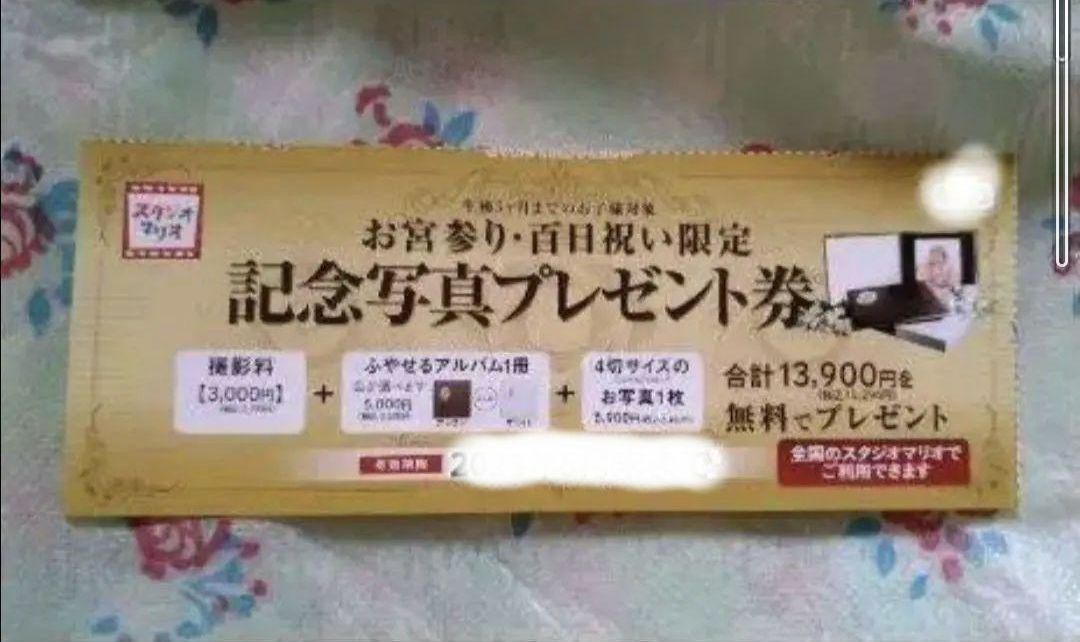 スタジオ
マリオ
生後5ヶ月までのお子様対象
お宮参り・百日祝い限定
記念写真プレゼント券
撮影料
【3,000円】
+
ふやせるアルバム1冊
5,000円
+
4切サイズの
お写真1枚
合計13,900円を
無料でプレゼント
有効期限
全国のスタジオマリオで
ご利用できます